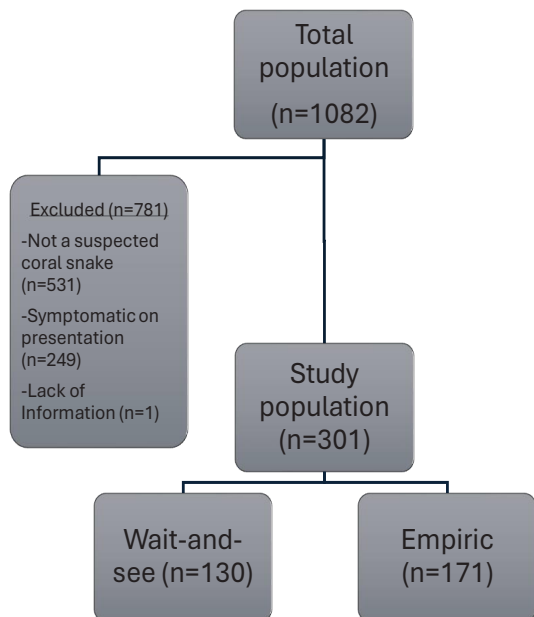 Total
population
(n=1082)
Excluded (n=781)
-Not a suspected
coral snake
(n=531)
-Symptomatic on
presentation
(n=249)
-Lack of
Information (n=1)
Study
population
(n=301)
Wait-and-
see (n=130)
Empiric
(n=171)